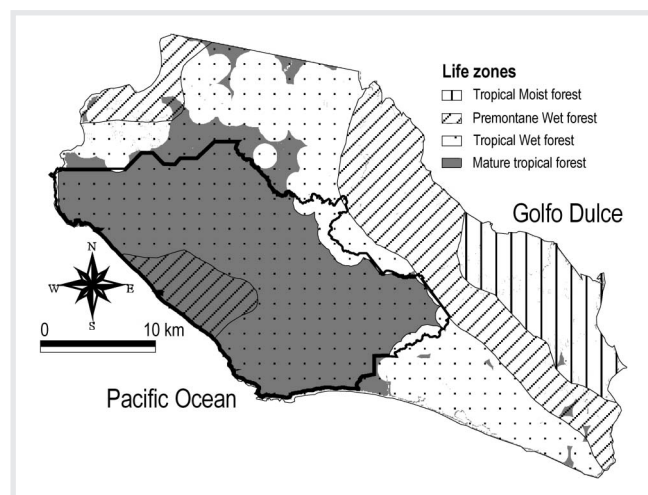 Life zones
Tropical Moist forest
Premontane Wet forest
Tropical Wet forest
Mature tropical forest
Golfo Dulce
N
W E
S
0 10 km
Pacific Ocean